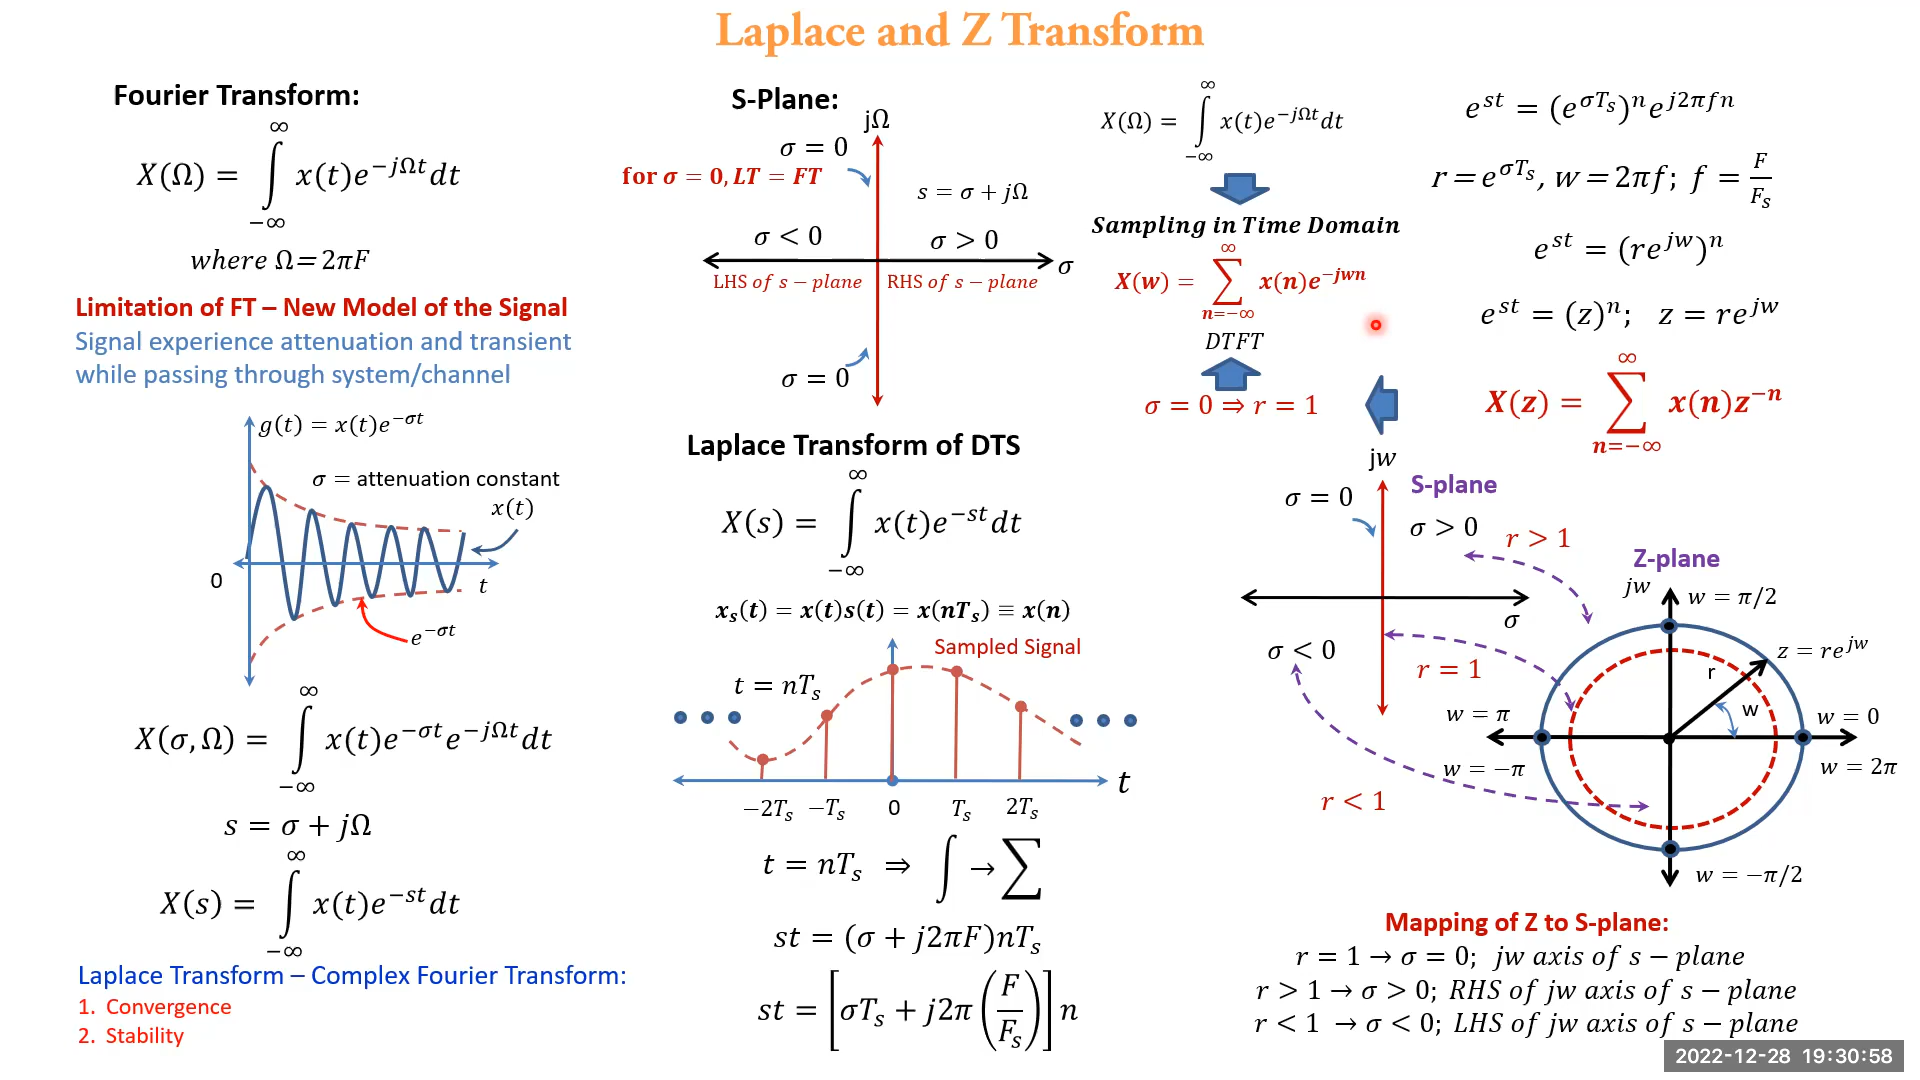 Laplace and Z Transform
Fourier Transform:
X(Ω) = ∫_{−∞}^{∞} x(t)e^{−jΩt}dt
where Ω=2πF
Limitation of FT – New Model of the Signal
Signal experience attenuation and transient
while passing through system/channel
g(t) = x(t)e^{−σt}
σ = attenuation constant
x(t)
0
t
e^{−σt}
X(σ,Ω) = ∫_{−∞}^{∞} x(t)e^{−σt}e^{−jΩt}dt
s = σ + jΩ
X(s) = ∫_{−∞}^{∞} x(t)e^{−st}dt
Laplace Transform – Complex Fourier Transform:
1. Convergence
2. Stability
S-Plane:
jΩ
σ = 0
for σ = 0, LT = FT
s = σ + jΩ
σ < 0
σ > 0
σ
LHS of s − plane
RHS of s − plane
σ = 0
Laplace Transform of DTS
X(s) = ∫_{−∞}^{∞} x(t)e^{−st}dt
x_s(t) = x(t)s(t) = x(nT_s) ≡ x(n)
Sampled Signal
t = nT_s
t
−2T_s
−T_s
0
T_s
2T_s
t = nT_s ⇒ ∫ → ∑
st = (σ + j2πF)nT_s
st = [σT_s + j2π(F/F_s)] n
X(Ω) = ∫_{−∞}^{∞} x(t)e^{−jΩt}dt
Sampling in Time Domain
X(w) = ∑_{n=−∞}^{∞} x(n)e^{−jwn}
DTFT
σ = 0 ⇒ r = 1
e^{st} = (e^{σT_s})^n e^{j2πfn}
r = e^{σT_s}, w = 2πf; f = F/F_s
e^{st} = (re^{jw})^n
e^{st} = (z)^n; z = re^{jw}
X(z) = ∑_{n=−∞}^{∞} x(n)z^{−n}
jw
S-plane
σ = 0
σ > 0
r > 1
σ
σ < 0
r = 1
r < 1
Z-plane
jw
w = π/2
z = re^{jw}
r
w
w = π
w = 0
w = −π
w = 2π
w = −π/2
Mapping of Z to S-plane:
r = 1 → σ = 0; jw axis of s − plane
r > 1 → σ > 0; RHS of jw axis of s − plane
r < 1 → σ < 0; LHS of jw axis of s − plane
2022-12-28 19:30:58